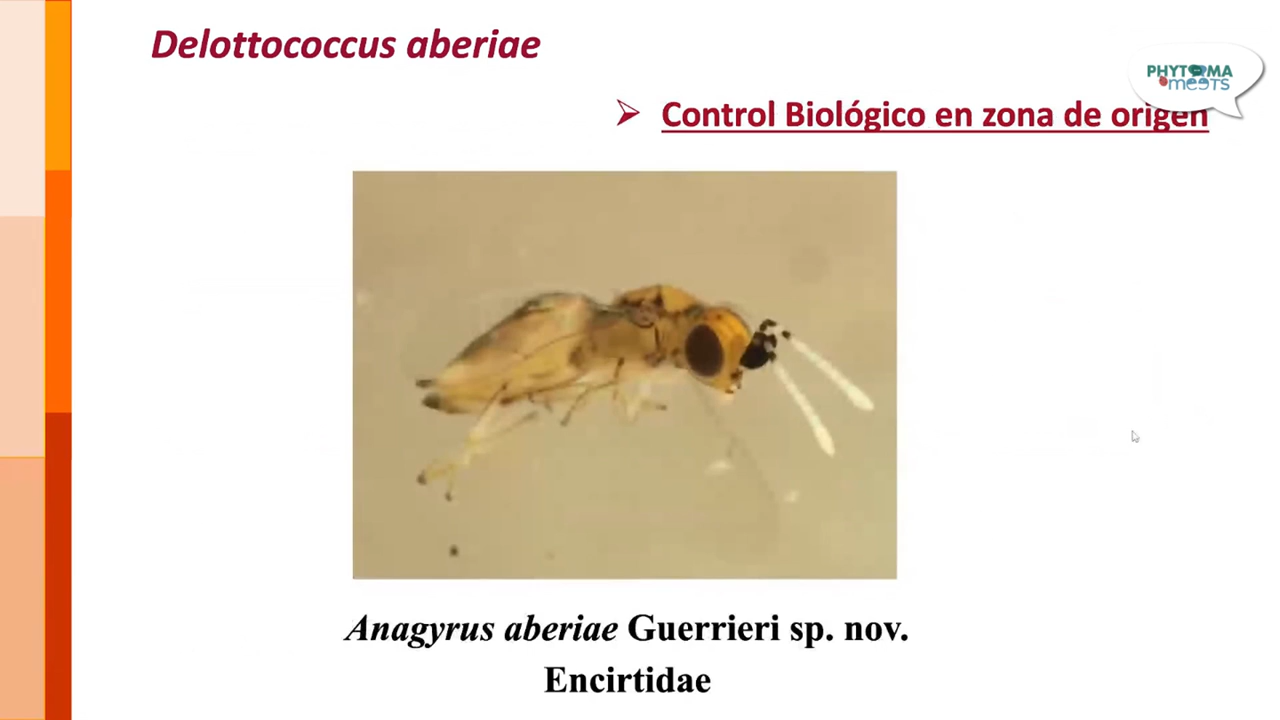 Delottococcus aberiae
PHYTOMA
meets
Control Biológico en zona de origen
Anagyrus aberiae Guerrieri sp. nov.
Encirtidae